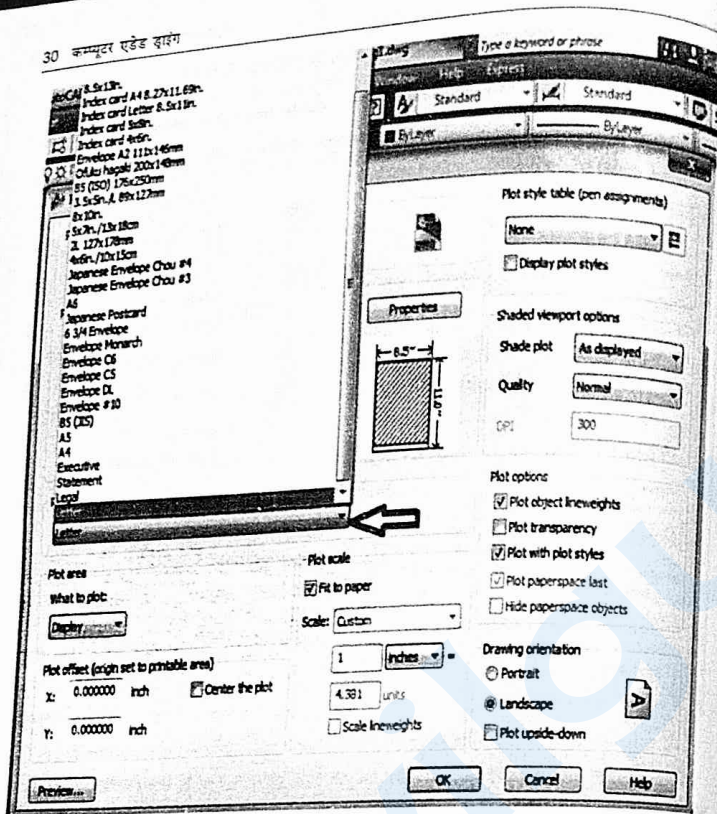 30 कम्प्यूटर एडेड ड्राइंग
1.dwg
Type a keyword or phrase
Window Help Express
Standard
Standard
ByLayer
ByLayer
8.5x13in.
Index card A4 8.27x11.69in.
Index card Letter 8.5x11in.
Index card 5x8in.
Index card 4x6in.
Envelope A2 111x146mm
Ofuku hagaki 200x148mm
B5 (ISO) 176x250mm
3.5x5in./L 89x127mm
8x10in.
5x7in./13x18cm
2L 127x178mm
4x6in./10x15cm
Japanese Envelope Chou #4
Japanese Envelope Chou #3
A6
Japanese Postcard
6 3/4 Envelope
Envelope Monarch
Envelope C6
Envelope C5
Envelope DL
Envelope #10
B5 (JIS)
A5
A4
Executive
Statement
Legal
Letter
Letter
Properties
8.5"
11.0"
Plot style table (pen assignments)
None
Display plot styles
Shaded viewport options
Shade plot As displayed
Quality Normal
DPI 300
Plot options
Plot object lineweights
Plot transparency
Plot with plot styles
Plot paperspace last
Hide paperspace objects
Plot area
What to plot:
Display
Plot scale
Fit to paper
Scale: Custom
1 inches =
4.381 units
Scale lineweights
Plot offset (origin set to printable area)
X: 0.000000 inch Center the plot
Y: 0.000000 inch
Drawing orientation
Portrait
Landscape
Plot upside-down
A
Preview... OK Cancel Help